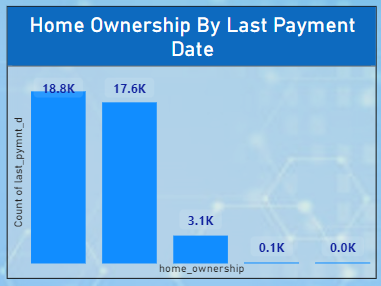 Home Ownership By Last Payment
Date
18.8K
17.6K
3.1K
0.1K
0.0K
Count of last_pymnt_d
home_ownership